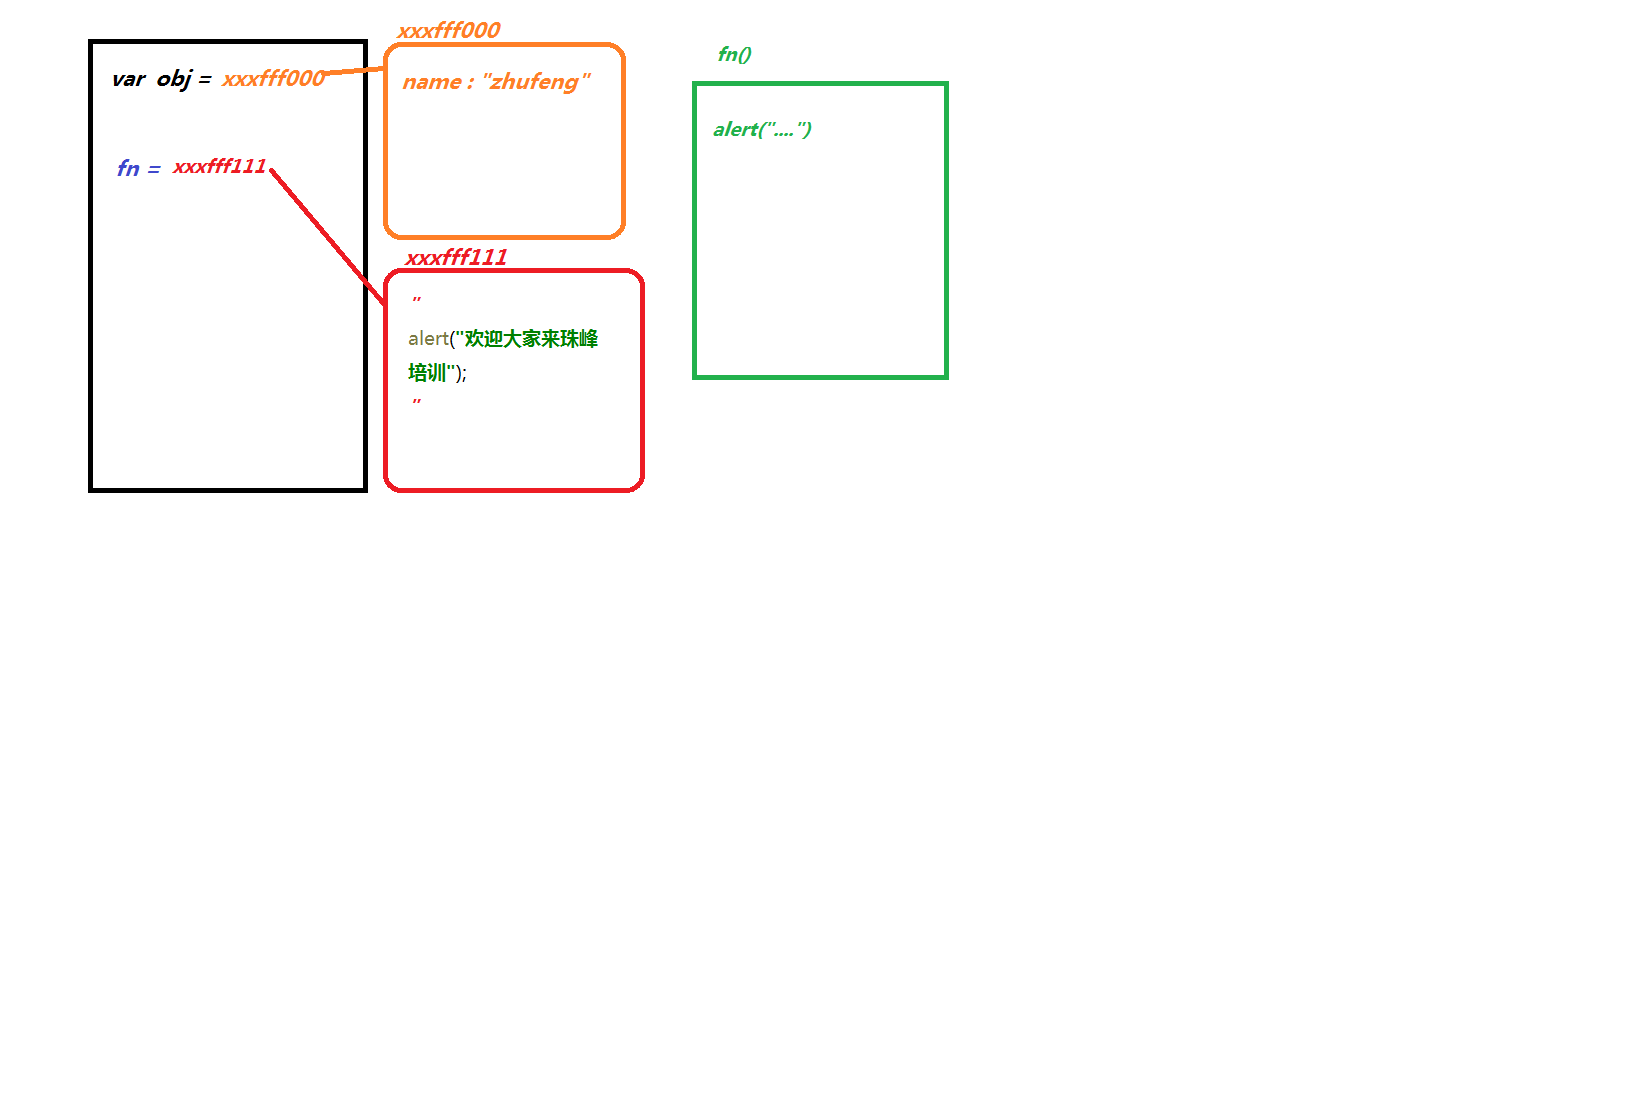 var obj = xxxfff000
fn = xxxfff111
xxxfff000
name : "zhufeng"
xxxfff111
"
alert("欢迎大家来珠峰
培训");
"
fn()
alert("....")